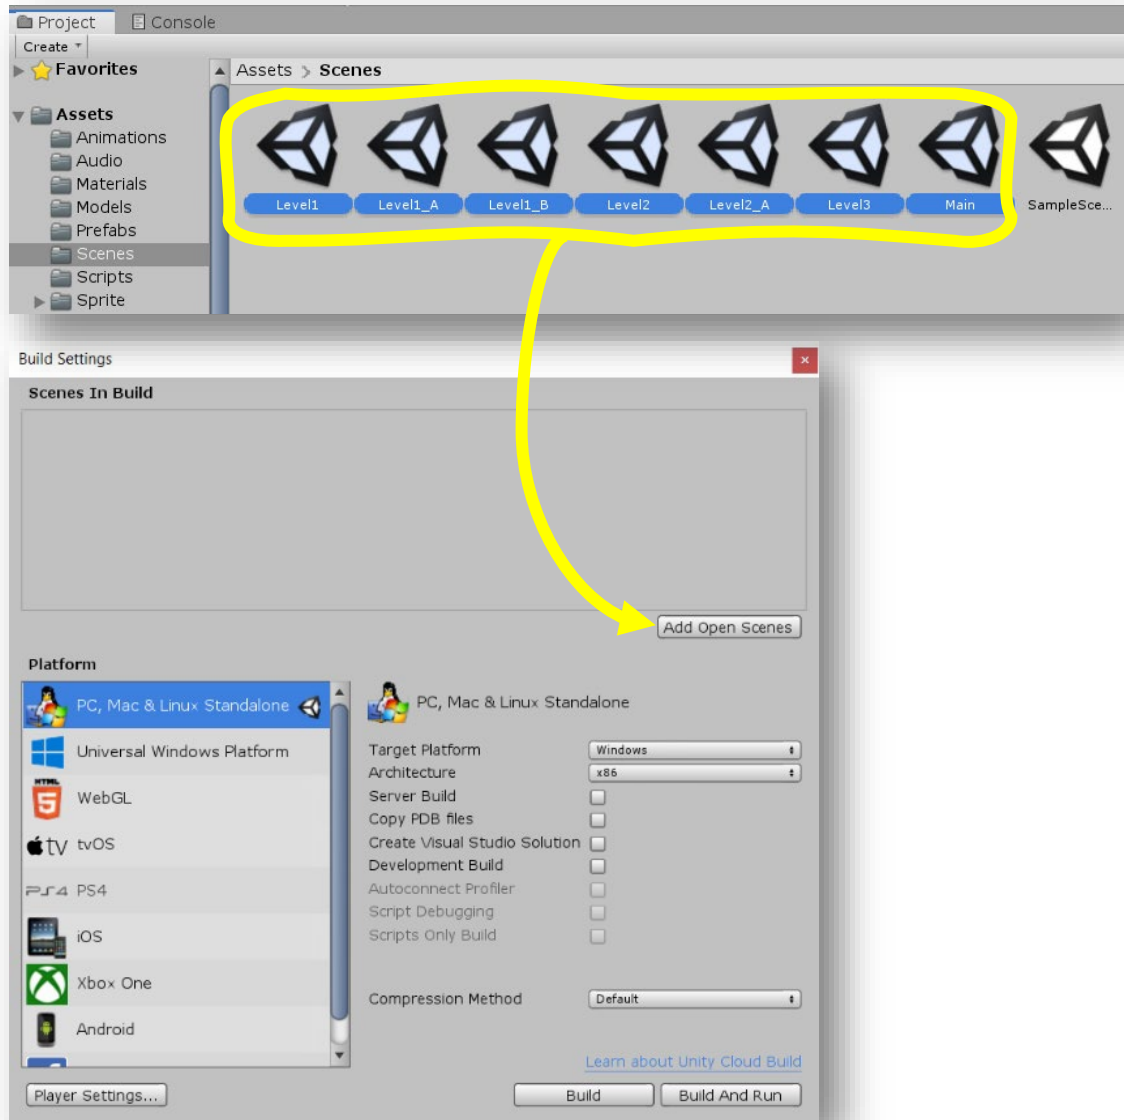 Project
Console
Create
Favorites
Assets > Scenes
Assets
Animations
Audio
Materials
Models
Prefabs
Scenes
Scripts
Sprite
Level1
Level1_A
Level1_B
Level2
Level2_A
Level3
Main
SampleSce...
Build Settings
Scenes In Build
Add Open Scenes
Platform
PC, Mac & Linux Standalone
Universal Windows Platform
HTML
5
WebGL
tv
tvOS
PS4
PS4
iOS
Xbox One
Android
PC, Mac & Linux Standalone
Target Platform
Windows
Architecture
x86
Server Build
Copy PDB files
Create Visual Studio Solution
Development Build
Autoconnect Profiler
Script Debugging
Scripts Only Build
Compression Method
Default
Learn about Unity Cloud Build
Player Settings...
Build
Build And Run